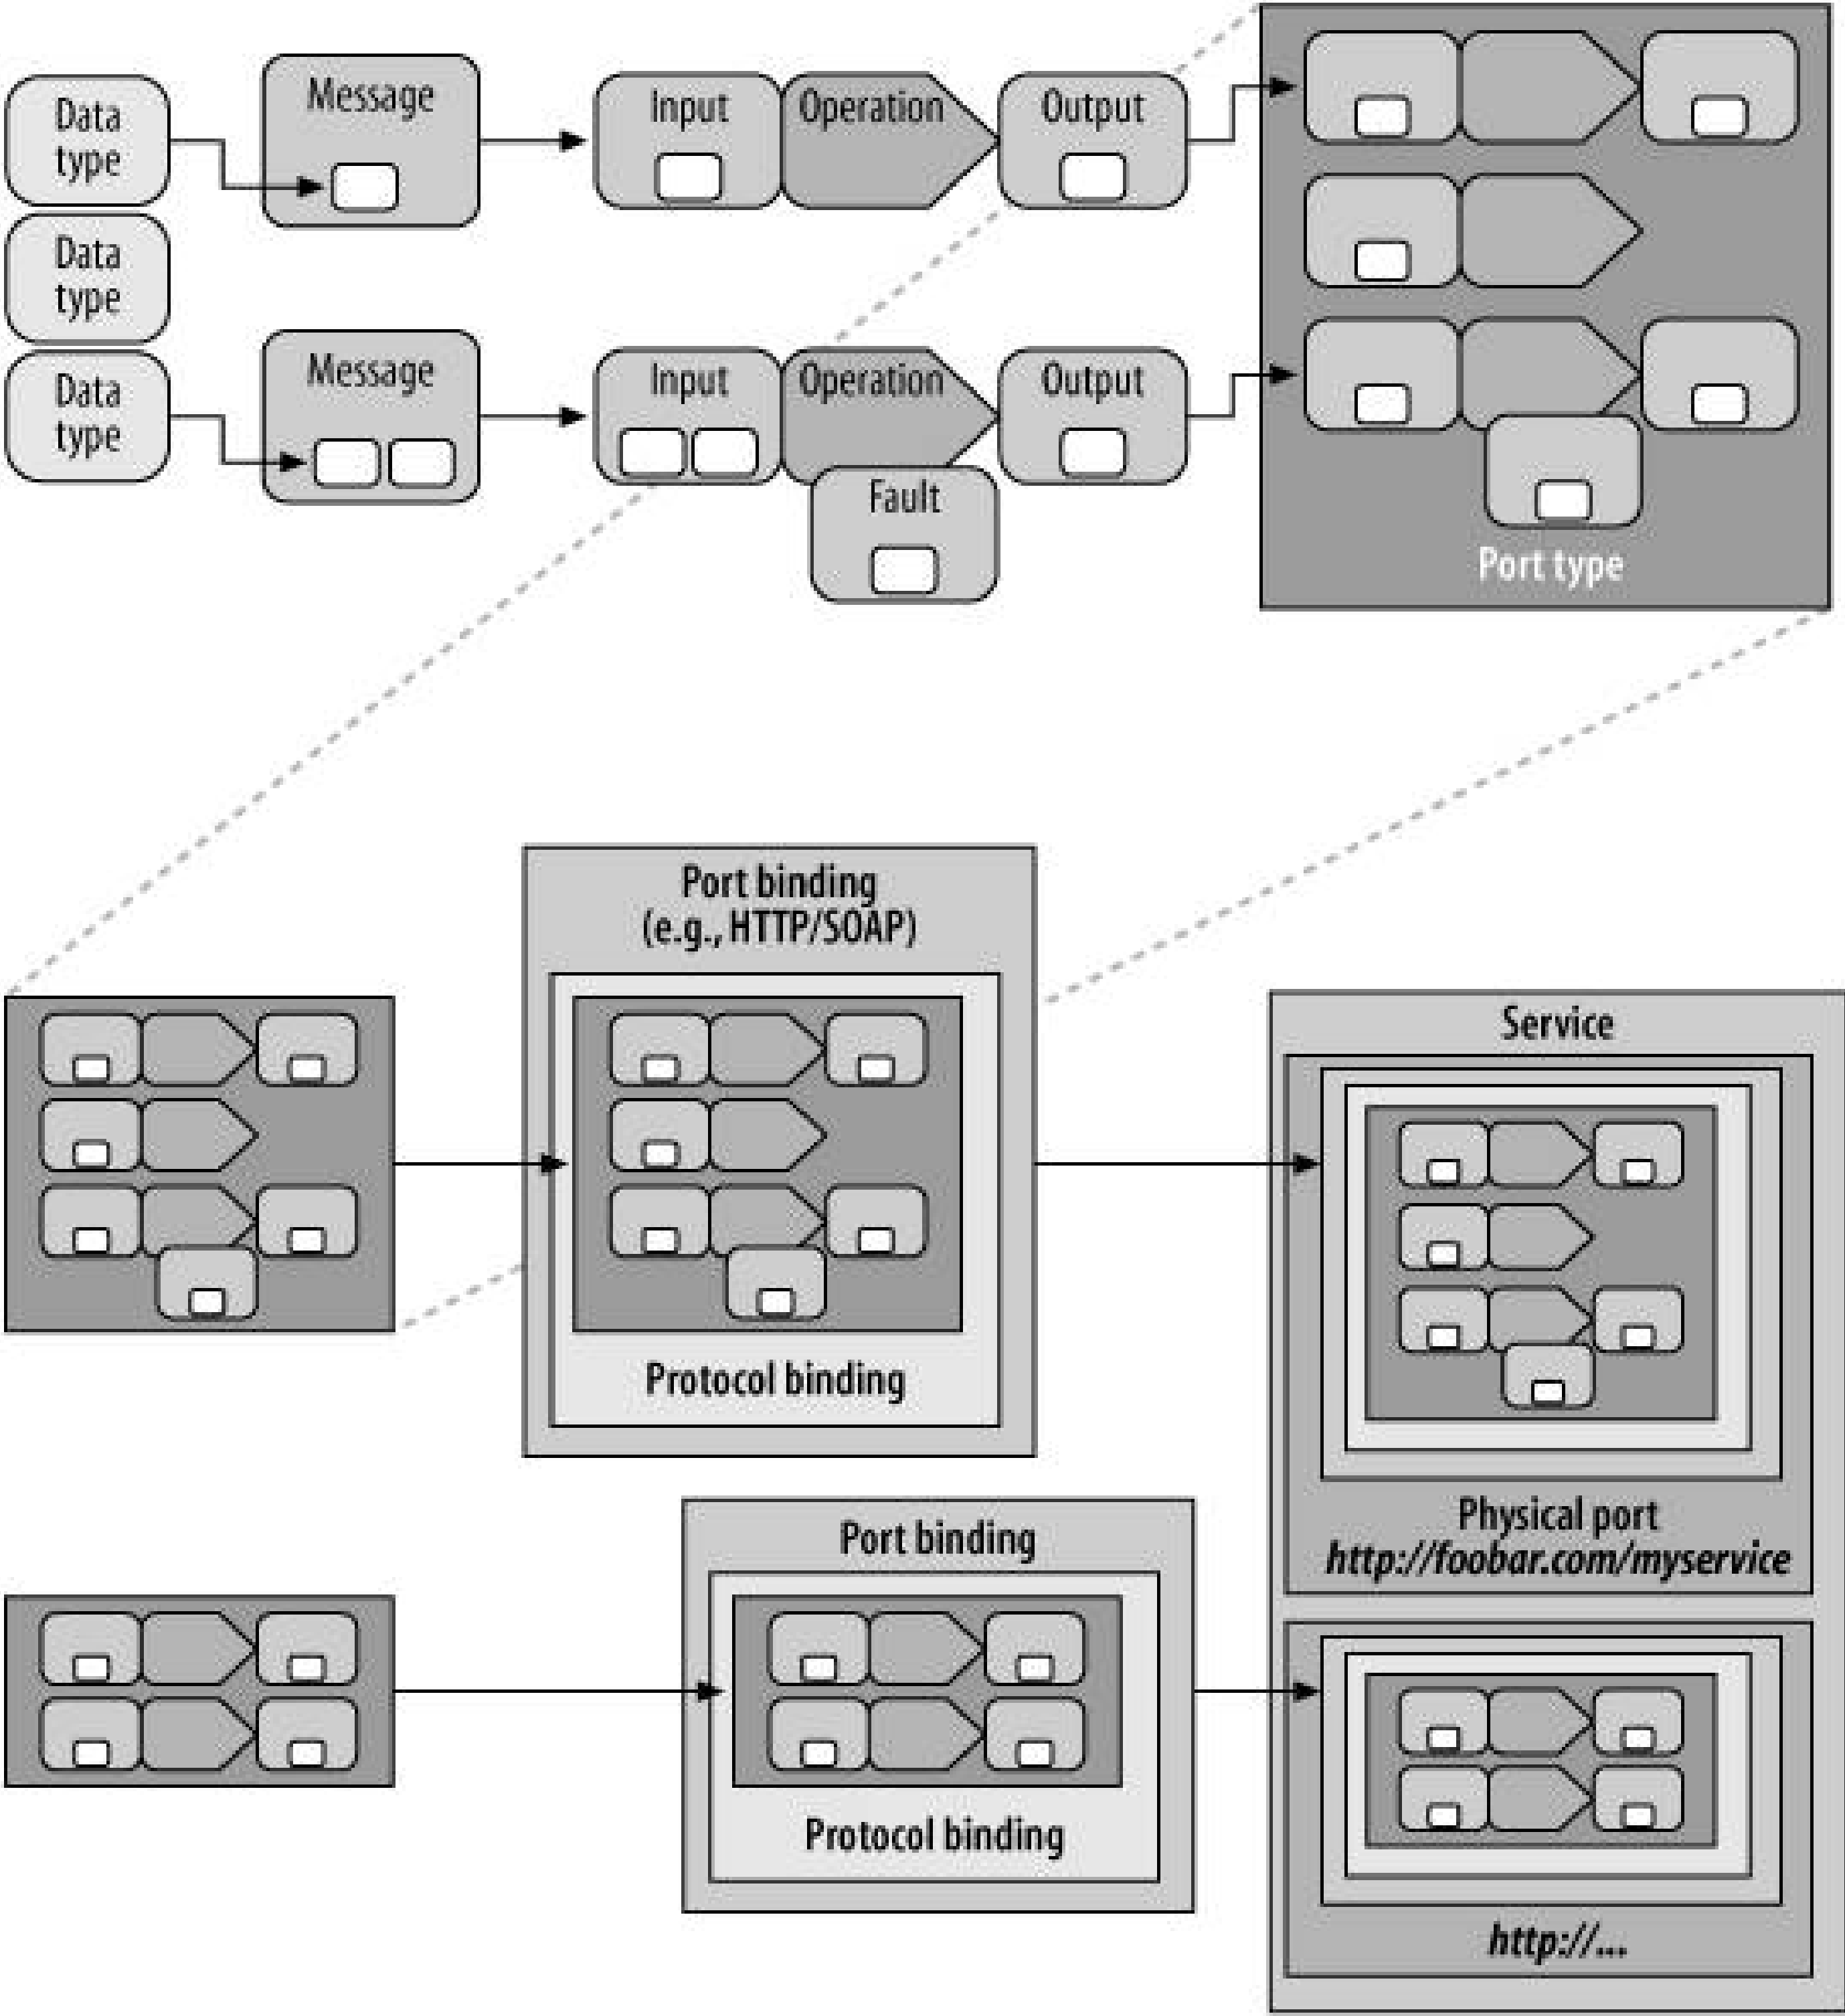 Message
Input
Operation
Output
Data
type
Data
type
Message
Input
Operation
Output
Data
type
Fault
Port type
Port binding
(e.g., HTTP/SOAP)
Service
Protocol binding
Physical port
http://foobar.com/myservice
Port binding
Protocol binding
http://...